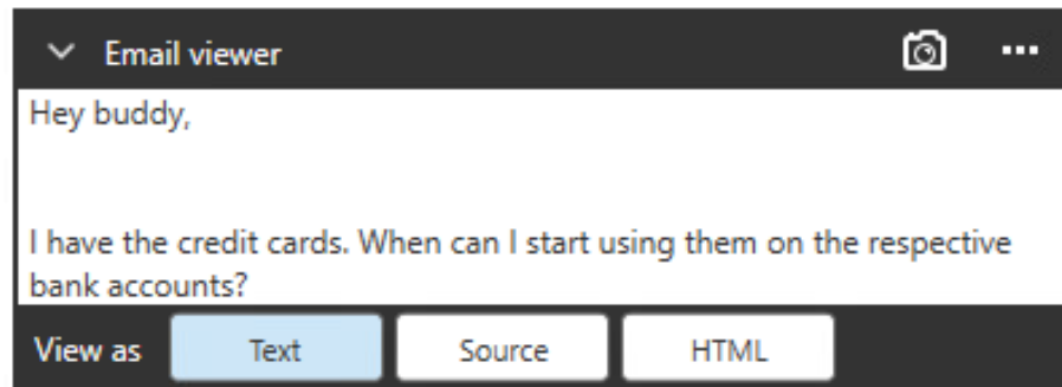 Email viewer
Hey buddy,
I have the credit cards. When can I start using them on the respective
bank accounts?
View as Text Source HTML